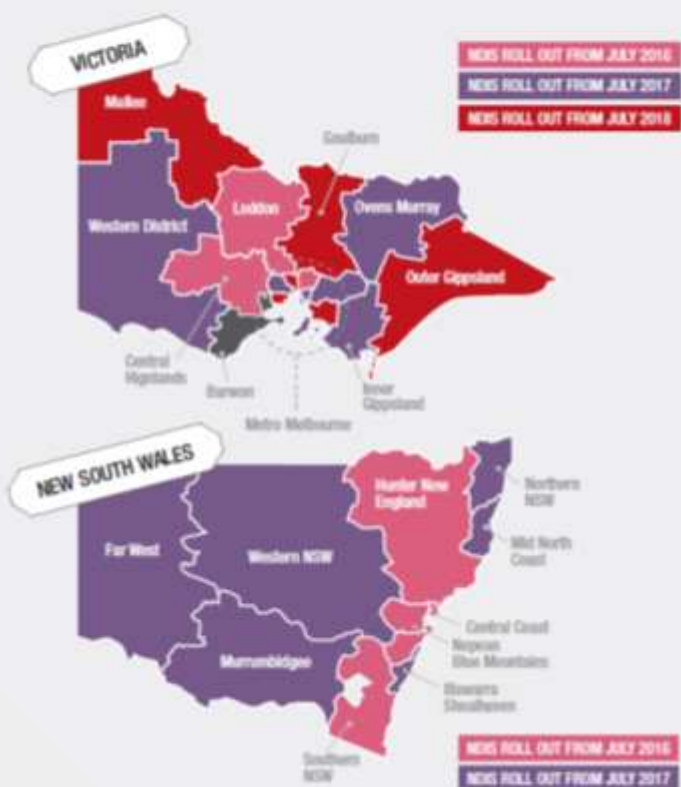 VICTORIA
NDIS ROLL OUT FROM JULY 2016
NDIS ROLL OUT FROM JULY 2017
NDIS ROLL OUT FROM JULY 2018
Mallee
Goulburn
Loddon
Ovens Murray
Western District
Outer Gippsland
Central
Highlands
Barwon
Inner
Gippsland
Metro Melbourne
NEW SOUTH WALES
Hunter New
England
Northern
NSW
Far West
Western NSW
Mid North
Coast
Central Coast
Nepean
Blue Mountains
Murrumbidgee
Illawarra
Shoalhaven
Southern
NSW
NDIS ROLL OUT FROM JULY 2016
NDIS ROLL OUT FROM JULY 2017